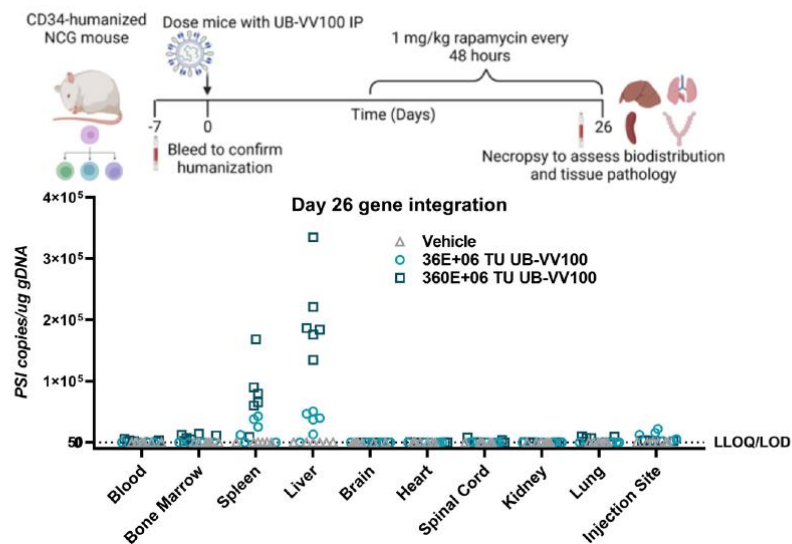 CD34-humanized
NCG mouse
Dose mice with UB-VV100 IP
1 mg/kg rapamycin every
48 hours
-7
0
Time (Days)
26
Bleed to confirm
humanization
Necropsy to assess biodistribution
and tissue pathology
Day 26 gene integration
Vehicle
36E+06 TU UB-VV100
360E+06 TU UB-VV100
PSI copies/ug gDNA
4×10⁵
3×10⁵
2×10⁵
1×10⁵
LLOQ/LOD
Blood
Bone Marrow
Spleen
Liver
Brain
Heart
Spinal Cord
Kidney
Lung
Injection Site